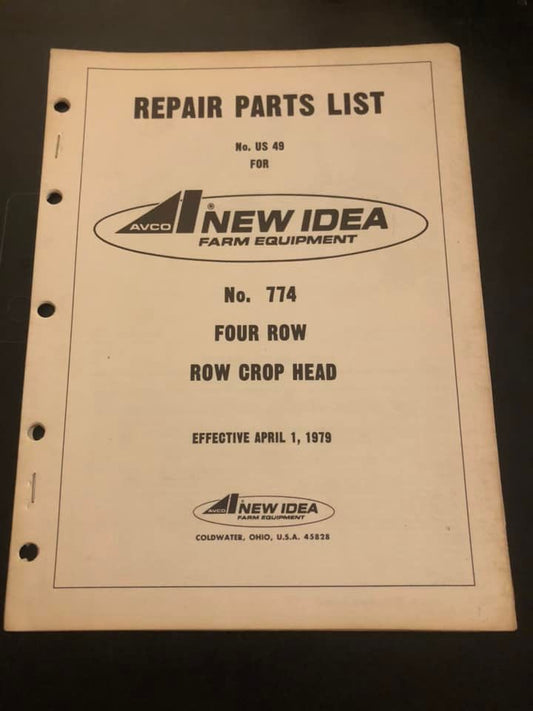 REPAIR PARTS LIST
No. US 49
FOR
AVCO ® NEW IDEA
FARM EQUIPMENT
No. 774
FOUR ROW
ROW CROP HEAD
EFFECTIVE APRIL 1, 1979
AVCO ® NEW IDEA
FARM EQUIPMENT
COLDWATER, OHIO, U.S.A. 45828